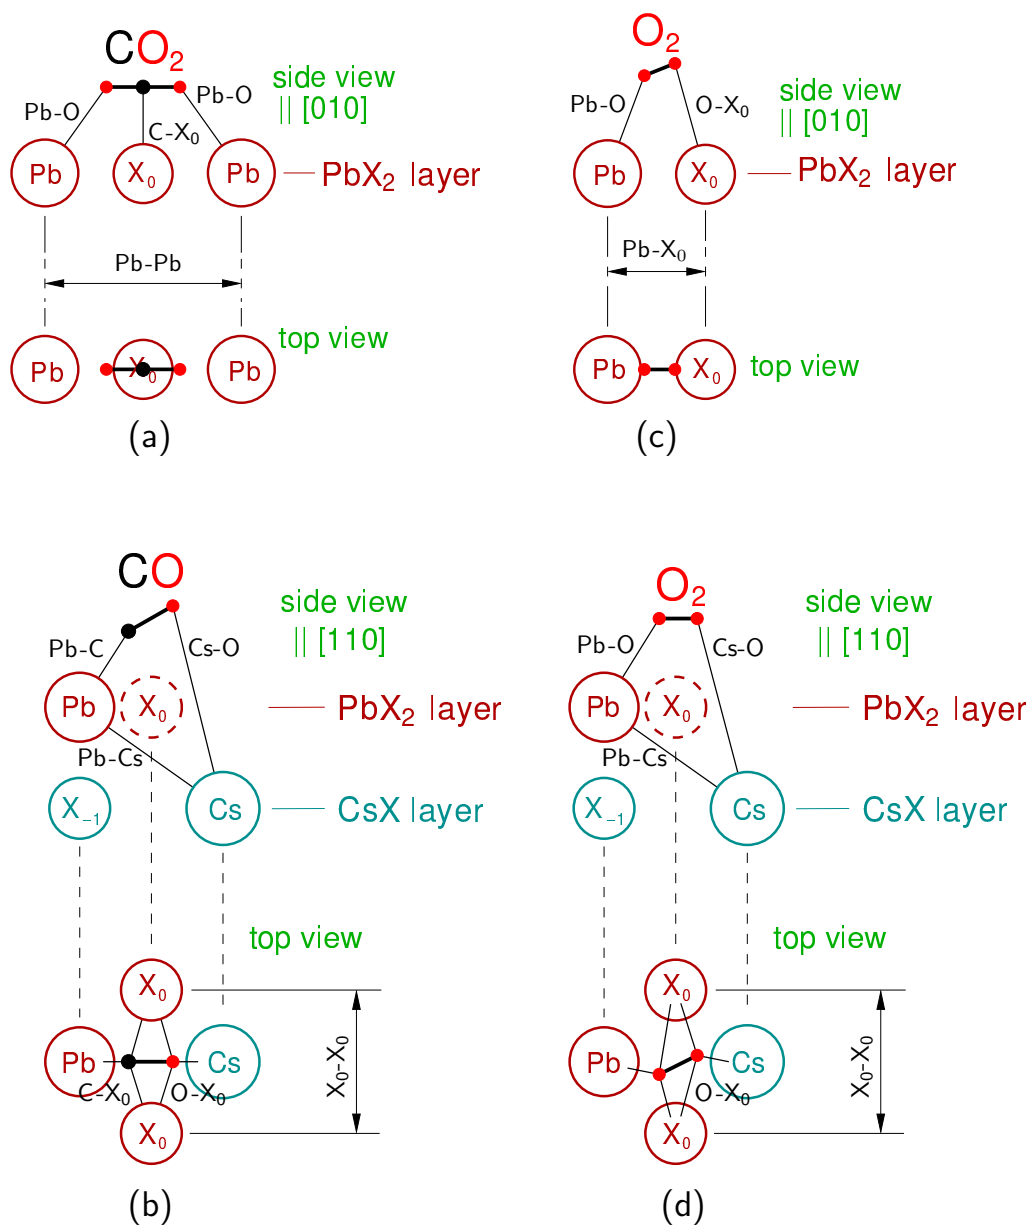 CO₂
side view
|| [010]
Pb-O
Pb-O
C-X₀
Pb
X₀
Pb
PbX₂ layer
Pb-Pb
top view
Pb
X₀
Pb
(a)
O₂
side view
|| [010]
Pb-O
O-X₀
Pb
X₀
PbX₂ layer
Pb-X₀
Pb
X₀
top view
(c)
CO
side view
|| [110]
Pb-C
Cs-O
Pb
X₀
PbX₂ layer
Pb-Cs
X₋₁
Cs
CsX layer
top view
X₀
Pb
Cs
C-X₀
O-X₀
X₀
X₀-X₀
(b)
O₂
side view
|| [110]
Pb-O
Cs-O
Pb
X₀
PbX₂ layer
Pb-Cs
X₋₁
Cs
CsX layer
top view
X₀
Pb
Cs
O-X₀
X₀
X₀-X₀
(d)